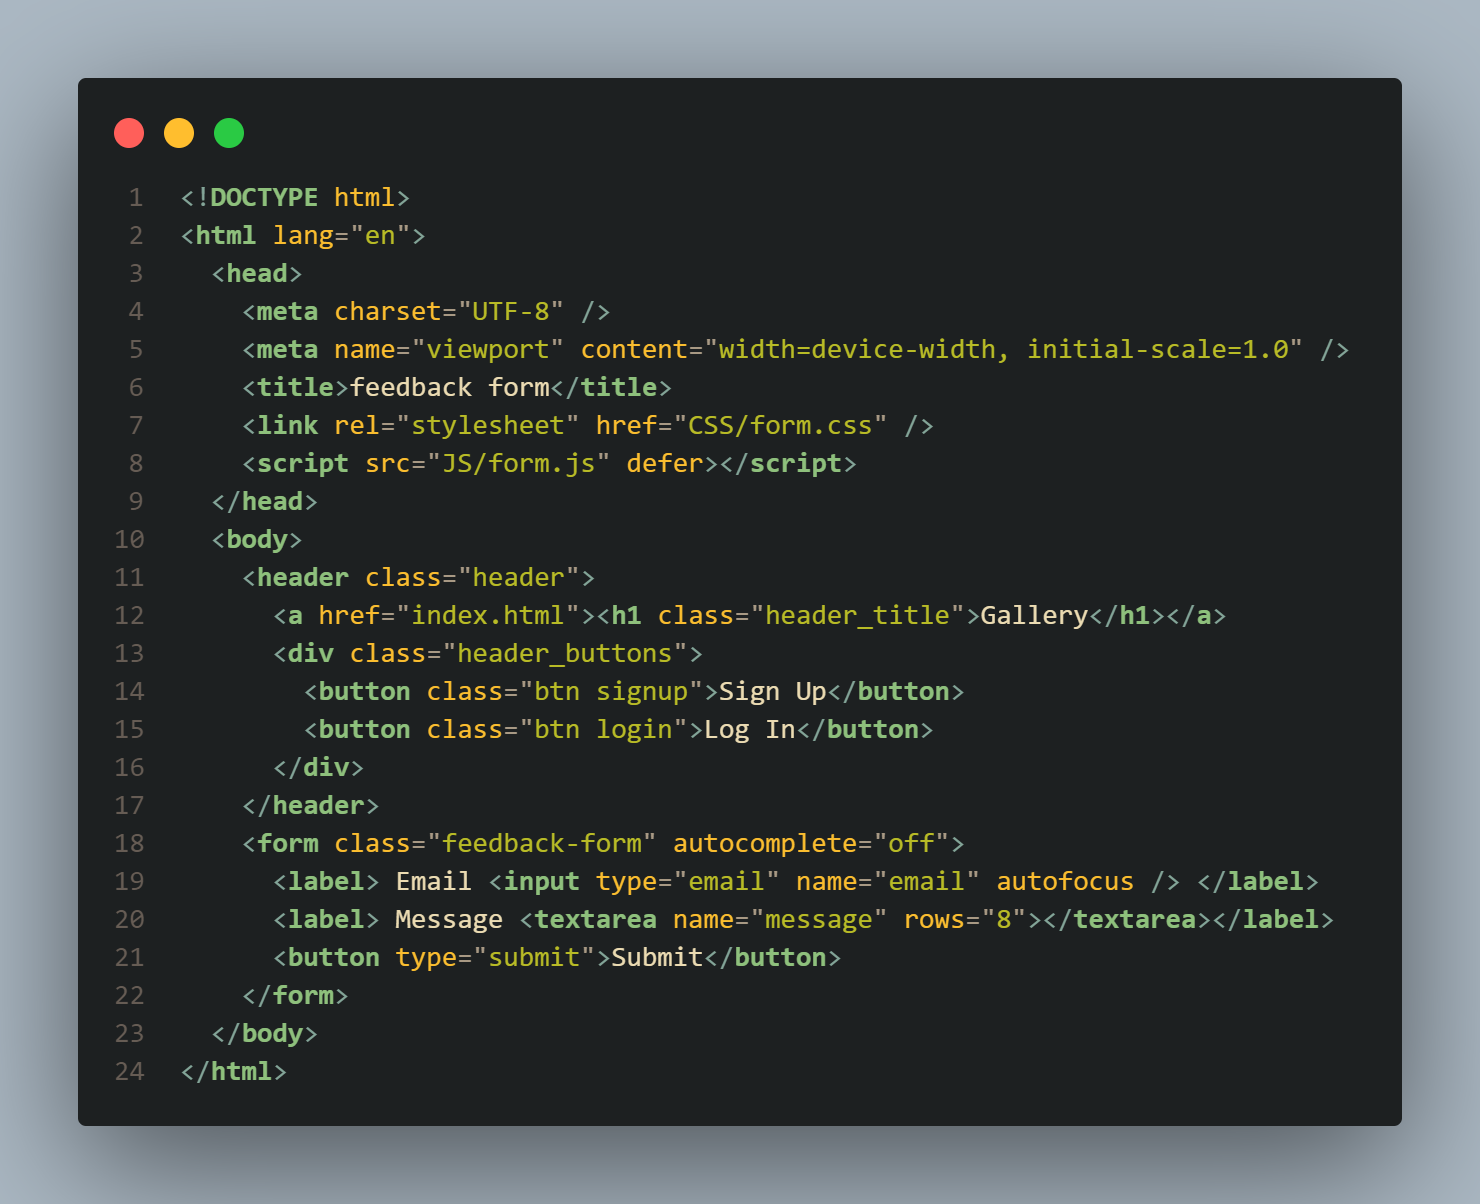 1 <!DOCTYPE html>
2 <html lang="en">
3   <head>
4     <meta charset="UTF-8" />
5     <meta name="viewport" content="width=device-width, initial-scale=1.0" />
6     <title>feedback form</title>
7     <link rel="stylesheet" href="CSS/form.css" />
8     <script src="JS/form.js" defer></script>
9   </head>
10   <body>
11     <header class="header">
12       <a href="index.html"><h1 class="header_title">Gallery</h1></a>
13       <div class="header_buttons">
14         <button class="btn signup">Sign Up</button>
15         <button class="btn login">Log In</button>
16       </div>
17     </header>
18     <form class="feedback-form" autocomplete="off">
19       <label> Email <input type="email" name="email" autofocus /> </label>
20       <label> Message <textarea name="message" rows="8"></textarea></label>
21       <button type="submit">Submit</button>
22     </form>
23   </body>
24 </html>